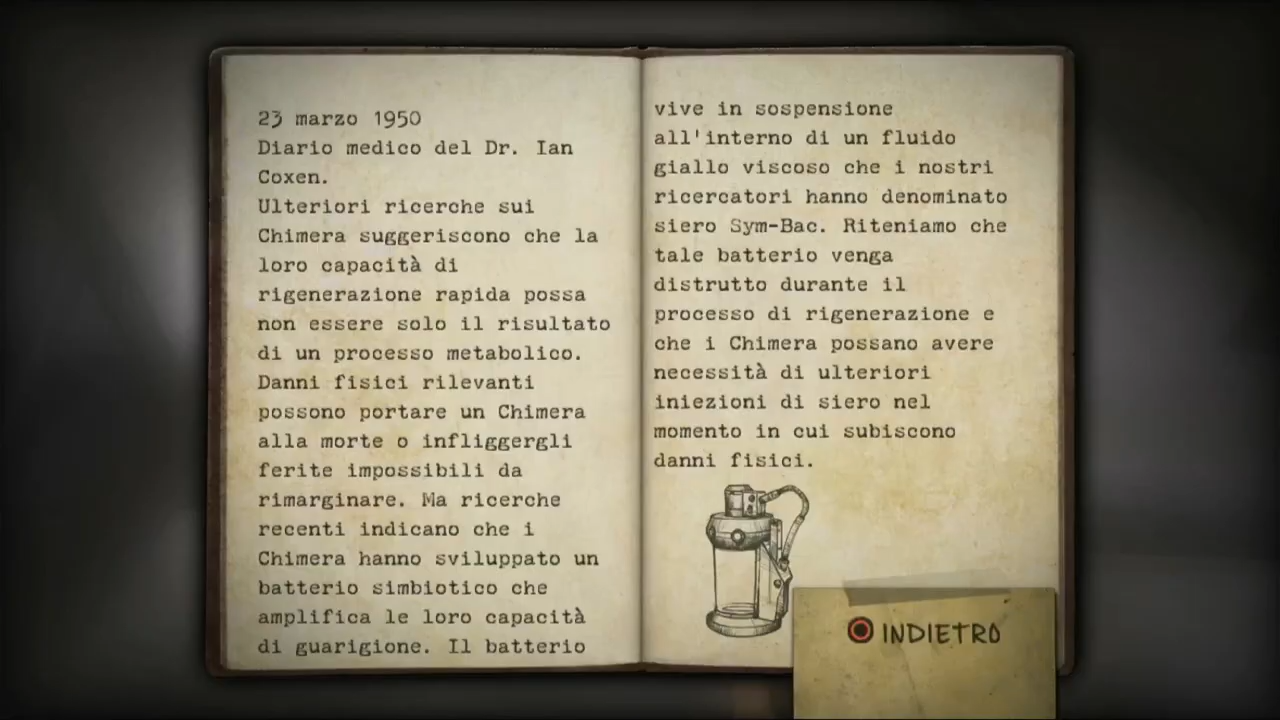 23 marzo 1950
Diario medico del Dr. Ian
Coxen.
Ulteriori ricerche sui
Chimera suggeriscono che la
loro capacità di
rigenerazione rapida possa
non essere solo il risultato
di un processo metabolico.
Danni fisici rilevanti
possono portare un Chimera
alla morte o infliggergli
ferite impossibili da
rimarginare. Ma ricerche
recenti indicano che i
Chimera hanno sviluppato un
batterio simbiotico che
amplifica le loro capacità
di guarigione. Il batterio
vive in sospensione
all'interno di un fluido
giallo viscoso che i nostri
ricercatori hanno denominato
siero Sym-Bac. Riteniamo che
tale batterio venga
distrutto durante il
processo di rigenerazione e
che i Chimera possano avere
necessità di ulteriori
iniezioni di siero nel
momento in cui subiscono
danni fisici.
INDIETRO